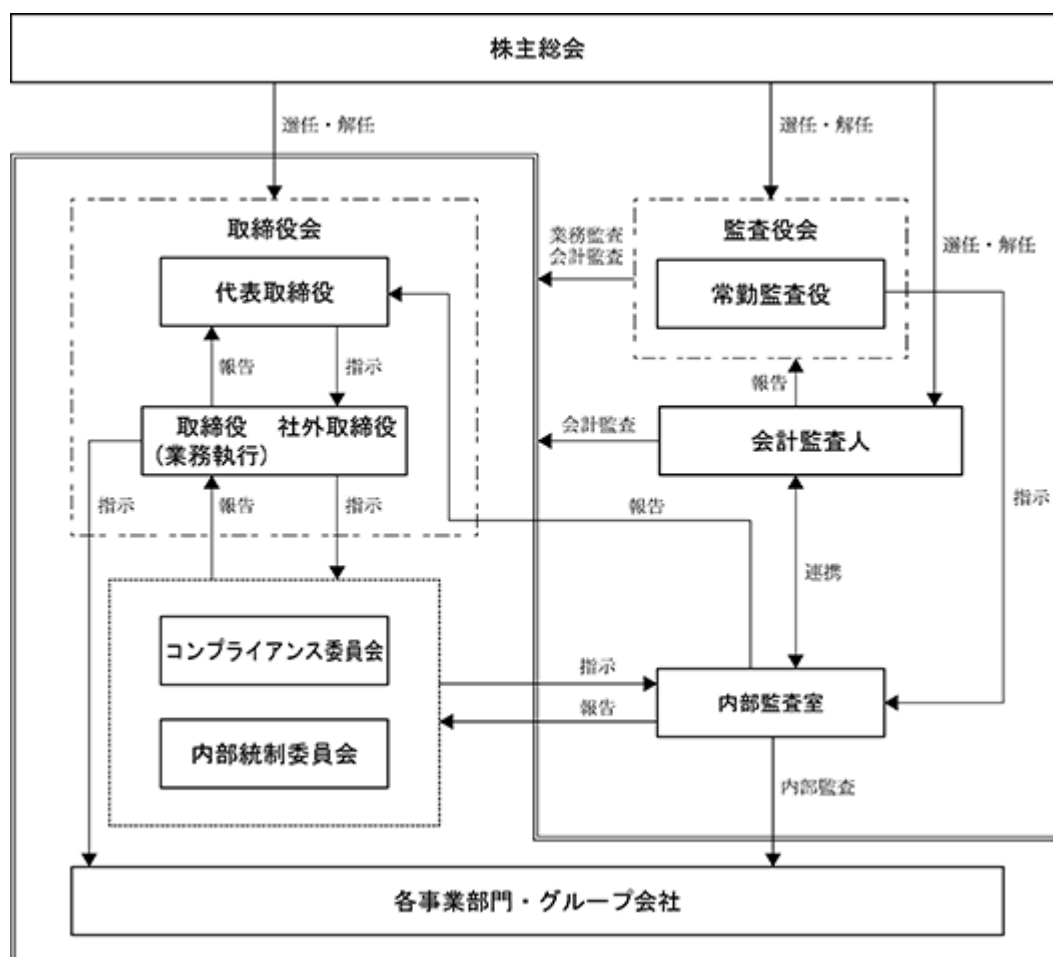 株主総会
選任・解任
選任・解任
選任・解任
取締役会
代表取締役
報告
指示
取締役 社外取締役
(業務執行)
指示
報告
指示
業務監査
会計監査
監査役会
常勤監査役
報告
会計監査
会計監査人
指示
報告
連携
コンプライアンス委員会
内部統制委員会
指示
報告
内部監査室
内部監査
各事業部門・グループ会社